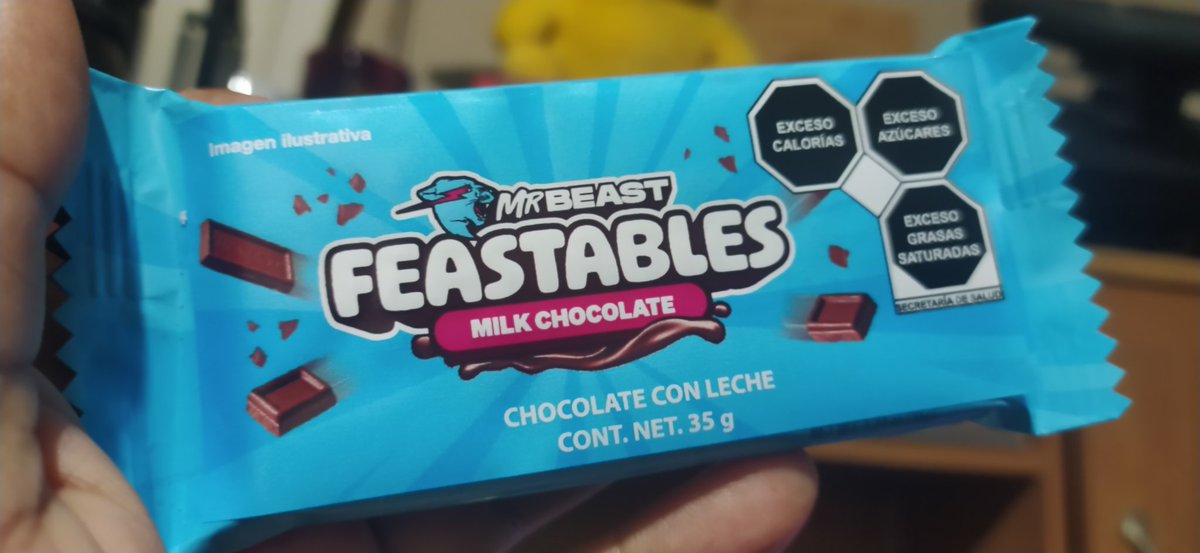 Imagen ilustrativa
MR BEAST
FEASTABLES
MILK CHOCOLATE
CHOCOLATE CON LECHE
CONT. NET. 35 g
EXCESO
CALORÍAS
EXCESO
AZÚCARES
EXCESO
GRASAS
SATURADAS
SECRETARÍA DE SALUD